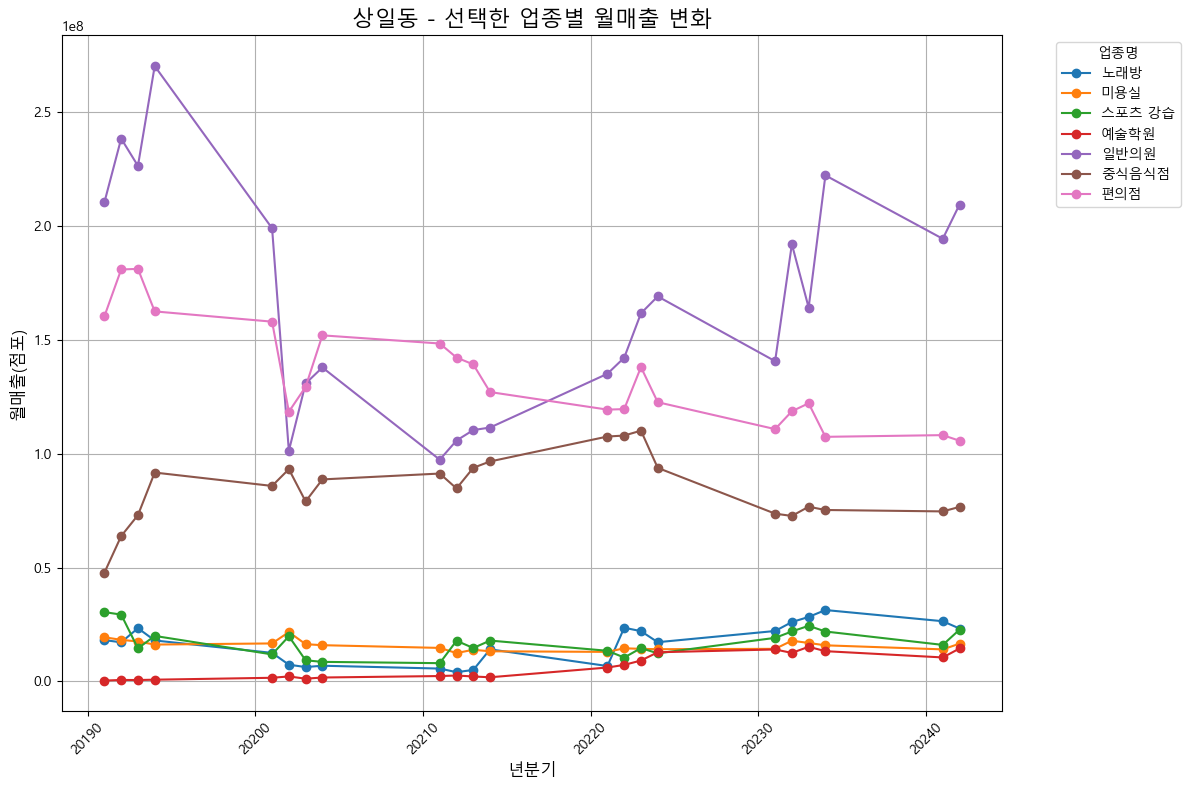 상일동 - 선택한 업종별 월매출 변화
1e8
2.5
2.0
1.5
1.0
0.5
0.0
월매출(점포)
20190
20200
20210
20220
20230
20240
년분기
업종명
노래방
미용실
스포츠 강습
예술학원
일반의원
중식음식점
편의점